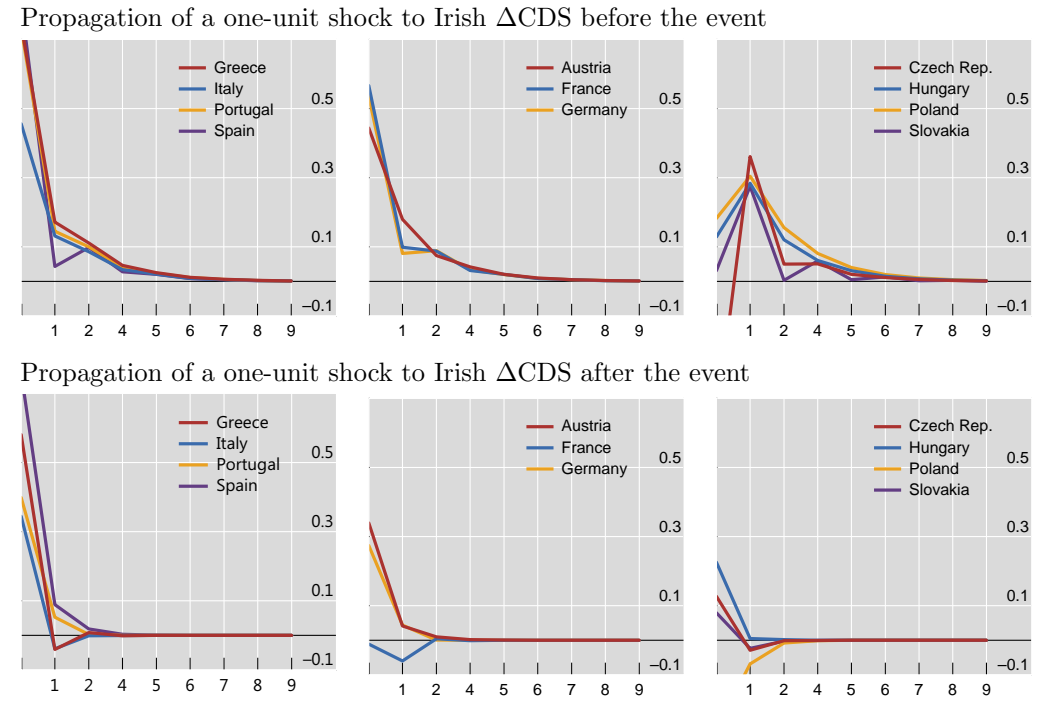 Propagation of a one-unit shock to Irish ΔCDS before the event
Greece
Italy
Portugal
Spain
0.5
0.3
0.1
–0.1
1 2 4 5 6 7 8 9
Austria
France
Germany
0.5
0.3
0.1
–0.1
1 2 4 5 6 7 8 9
Czech Rep.
Hungary
Poland
Slovakia
0.5
0.3
0.1
–0.1
1 2 4 5 6 7 8 9
Propagation of a one-unit shock to Irish ΔCDS after the event
Greece
Italy
Portugal
Spain
0.5
0.3
0.1
–0.1
1 2 4 5 6 7 8 9
Austria
France
Germany
0.5
0.3
0.1
–0.1
1 2 4 5 6 7 8 9
Czech Rep.
Hungary
Poland
Slovakia
0.5
0.3
0.1
–0.1
1 2 4 5 6 7 8 9